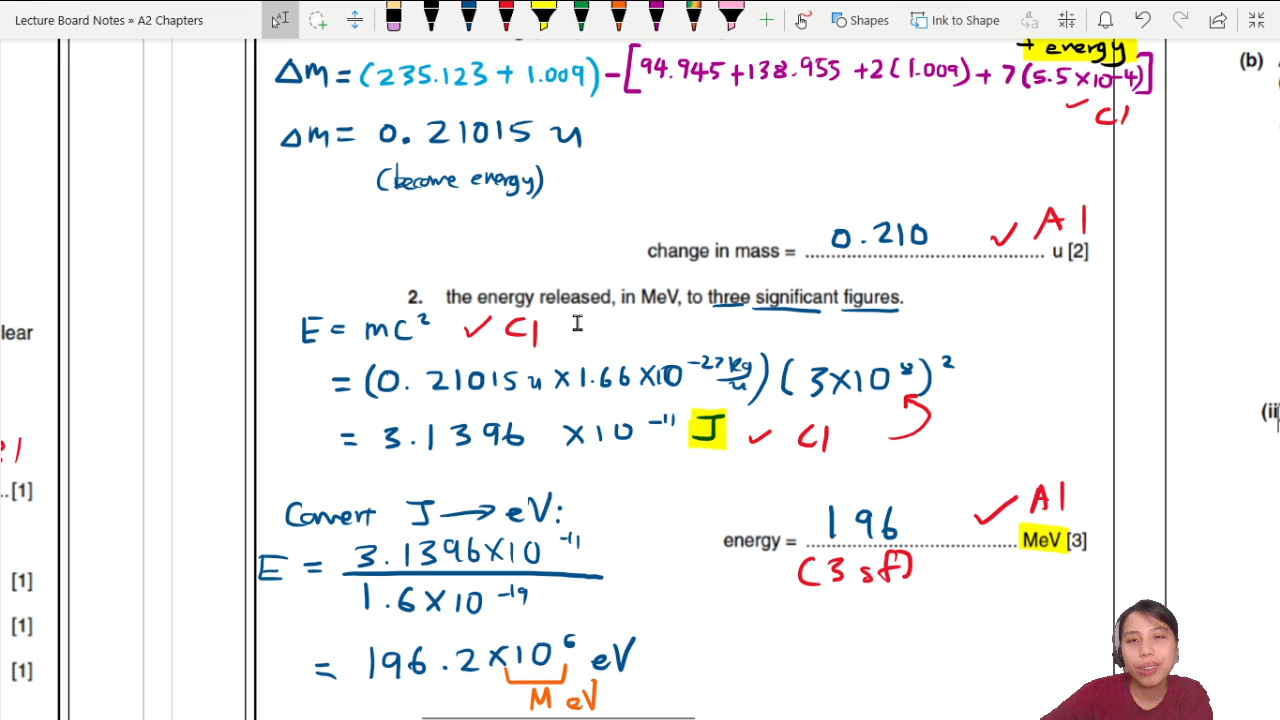 Lecture Board Notes » A2 Chapters
Shapes
Ink to Shape
+ energy
Δm = (235.123 + 1.009) - [94.945 + 138.955 + 2(1.009) + 7(5.5×10-4)]
✓ C1
(b)
Δm = 0.21015 u
(become energy)
change in mass = 0.210 u [2]
✓ A1
2. the energy released, in MeV, to three significant figures.
lear
E = mc² ✓ C1
= (0.21015 u × 1.66×10⁻²⁷ kg/u)(3×10⁸)²
(ii
= 3.1396 ×10⁻¹¹ J ✓ C1
...[1]
Convert J → eV:
E = 3.1396×10⁻¹¹ / 1.6×10⁻¹⁹
energy = 196 MeV [3]
✓ A1
(3 sf)
[1]
[1]
= 196.2×10⁶ eV
[1]
M eV